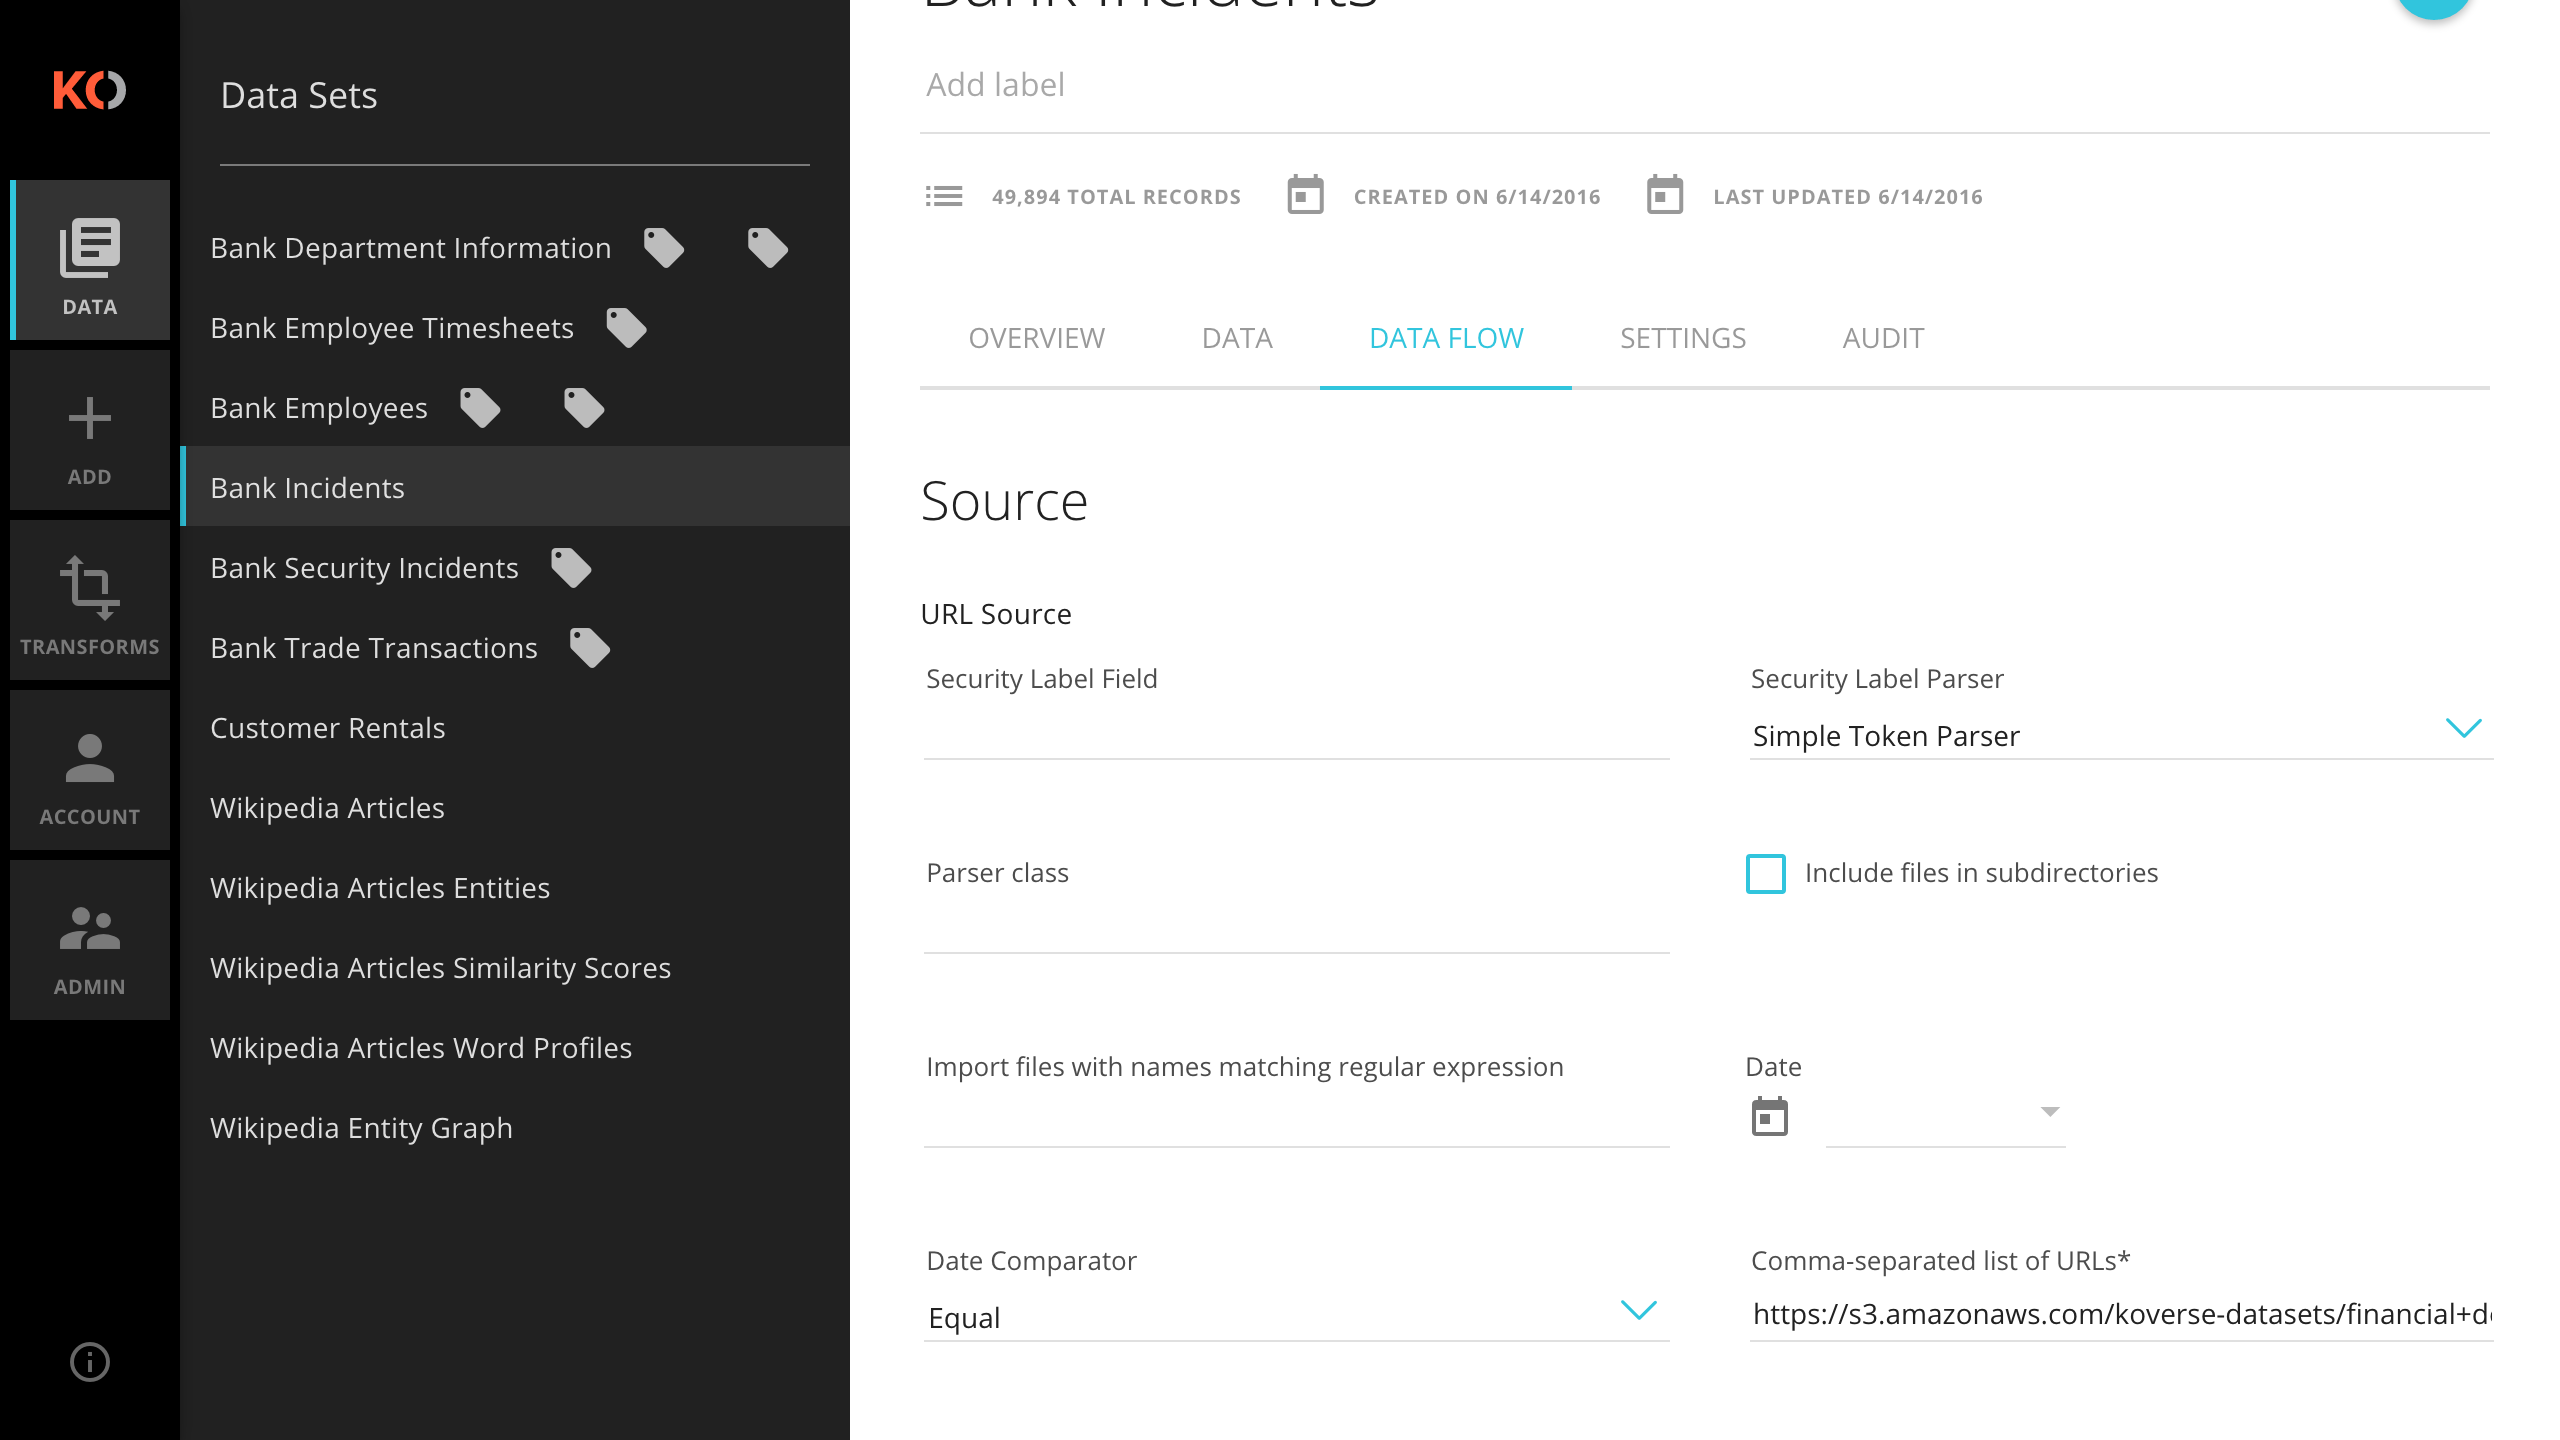 KO
DATA
ADD
TRANSFORMS
ACCOUNT
ADMIN
Data Sets
Bank Department Information
Bank Employee Timesheets
Bank Employees
Bank Incidents
Bank Security Incidents
Bank Trade Transactions
Customer Rentals
Wikipedia Articles
Wikipedia Articles Entities
Wikipedia Articles Similarity Scores
Wikipedia Articles Word Profiles
Wikipedia Entity Graph
Bank Incidents
Add label
49,894 TOTAL RECORDS CREATED ON 6/14/2016 LAST UPDATED 6/14/2016
OVERVIEW DATA DATA FLOW SETTINGS AUDIT
Source
URL Source
Security Label Field Security Label Parser
Simple Token Parser
Parser class Include files in subdirectories
Import files with names matching regular expression Date
Date Comparator Comma-separated list of URLs*
Equal https://s3.amazonaws.com/koverse-datasets/financial+d